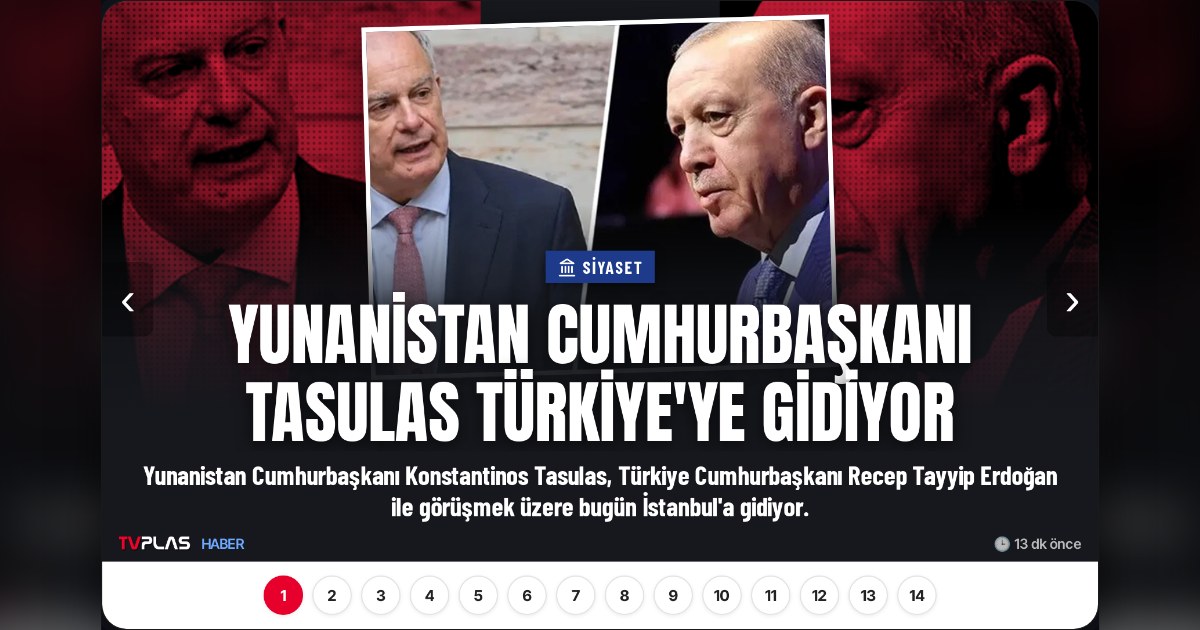 SİYASET
YUNANİSTAN CUMHURBAŞKANI
TASULAS TÜRKİYE'YE GİDİYOR
Yunanistan Cumhurbaşkanı Konstantinos Tasulas, Türkiye Cumhurbaşkanı Recep Tayyip Erdoğan
ile görüşmek üzere bugün İstanbul'a gidiyor.
TVPLAS HABER
13 dk önce
1 2 3 4 5 6 7 8 9 10 11 12 13 14